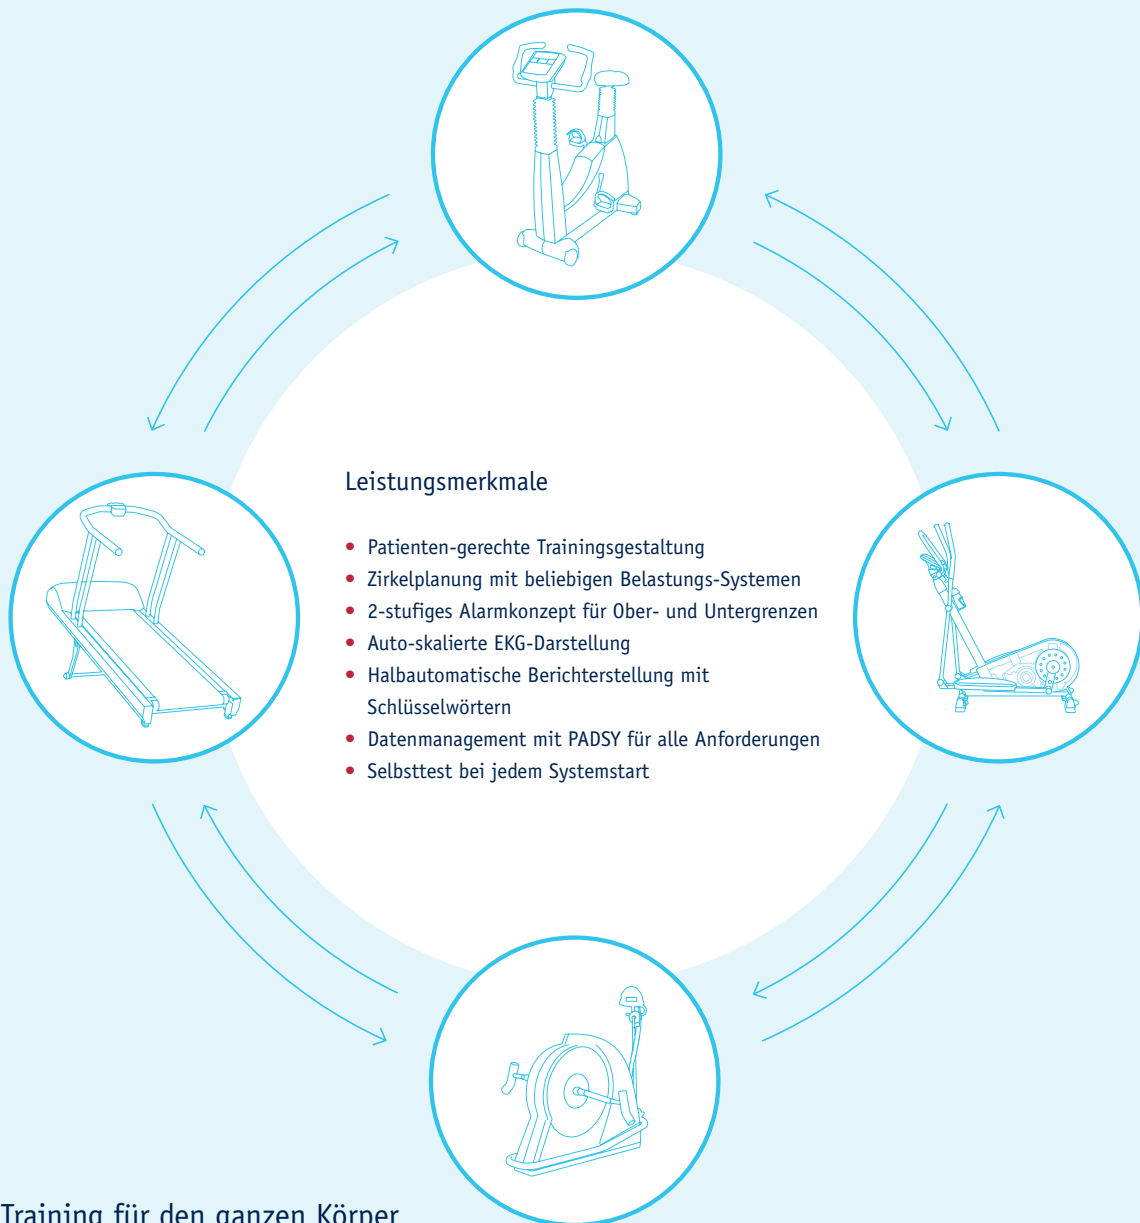 Leistungsmerkmale
• Patienten-gerechte Trainingsgestaltung
• Zirkelplanung mit beliebigen Belastungs-Systemen
• 2-stufiges Alarmkonzept für Ober- und Untergrenzen
• Auto-skalierte EKG-Darstellung
• Halbautomatische Berichterstellung mit
Schlüsselwörtern
• Datenmanagement mit PADSY für alle Anforderungen
• Selbsttest bei jedem Systemstart
Training für den ganzen Körper